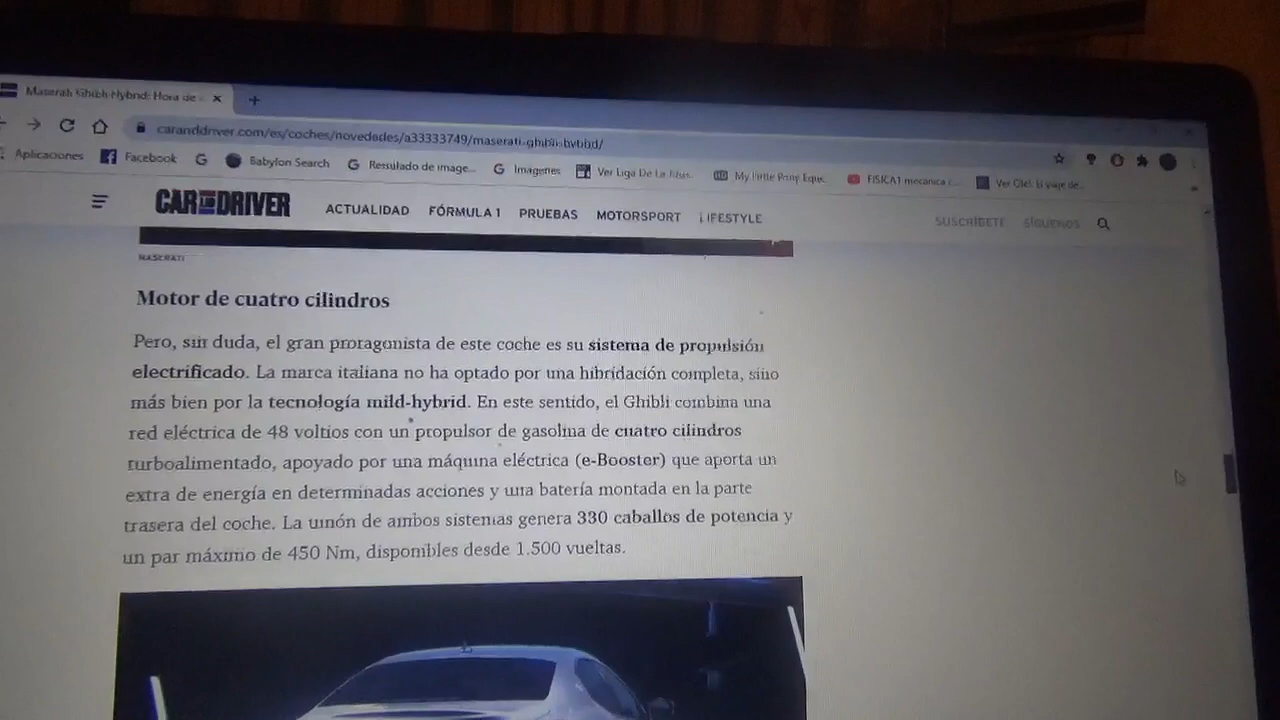 Maserati Ghibli Hybrid: Hora de
caranddriver.com/es/coches/novedades/a33333749/maserati-ghibli-hybrid/
Aplicaciones Facebook G Babylon Search G Resultado de image... G Imagenes Ver Liga De La My Little Pony Eque.. FISICA1 mecanica c... Ver Olé! El viaje de..
CAR AND DRIVER ACTUALIDAD FÓRMULA 1 PRUEBAS MOTORSPORT LIFESTYLE SUSCRÍBETE SÍGUENOS
MASERATI
Motor de cuatro cilindros
Pero, sin duda, el gran protagonista de este coche es su sistema de propulsión
electrificado. La marca italiana no ha optado por una hibridación completa, sino
más bien por la tecnología mild-hybrid. En este sentido, el Ghibli combina una
red eléctrica de 48 voltios con un propulsor de gasolina de cuatro cilindros
turboalimentado, apoyado por una máquina eléctrica (e-Booster) que aporta un
extra de energía en determinadas acciones y una batería montada en la parte
trasera del coche. La unión de ambos sistemas genera 330 caballos de potencia y
un par máximo de 450 Nm, disponibles desde 1.500 vueltas.